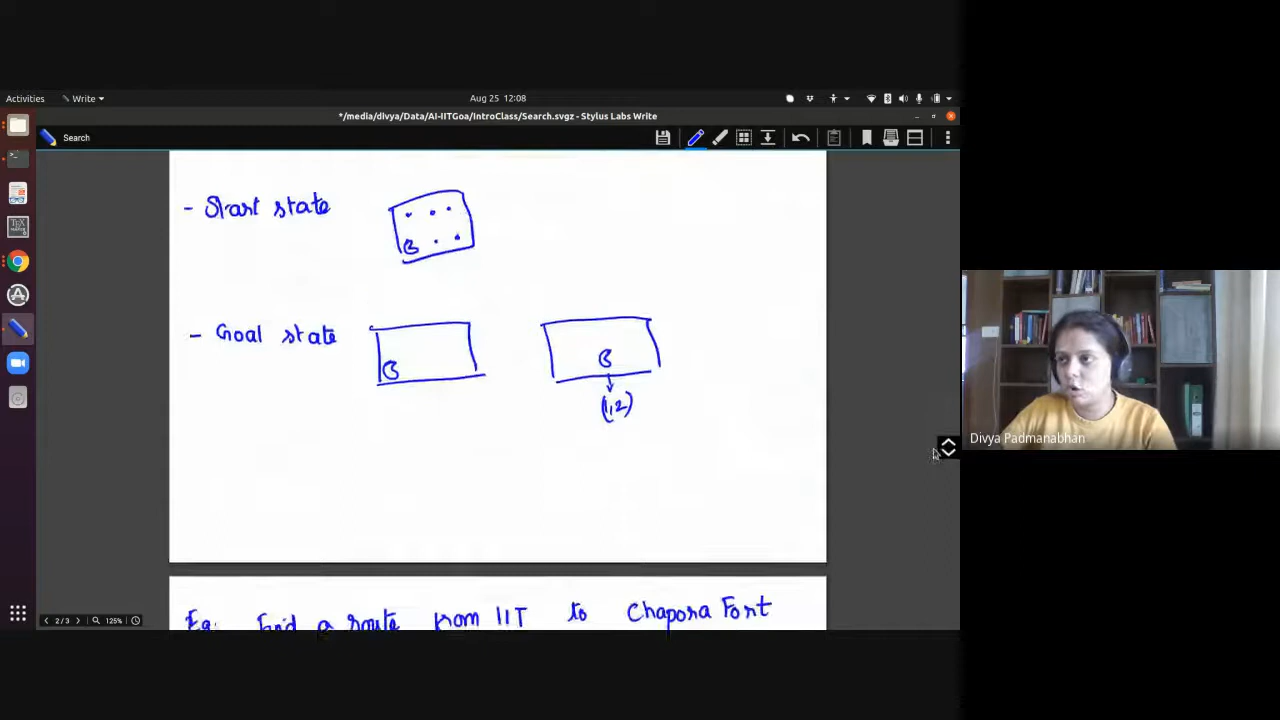 Activities
Write
Aug 25 12:08
*/media/divya/Data/AI-IITGoa/IntroClass/Search.svgz - Stylus Labs Write
Search
- Start state
- Goal state
(1,2)
Divya Padmanabhan
Eg: Find a route from IIT to Chapora Fort
2/3
125%